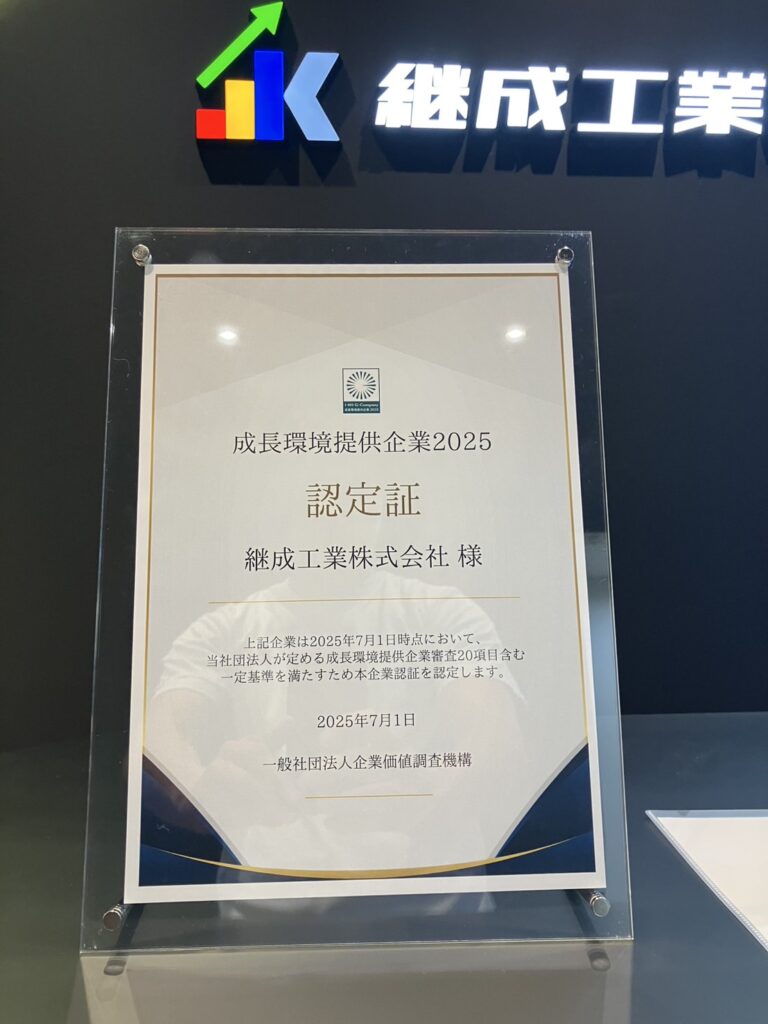 継成工業
成長環境提供企業2025
認定証
継成工業株式会社 様
上記企業は2025年7月1日時点において、
当社団法人が定める成長環境提供企業審査20項目含む
一定基準を満たすため本企業認証を認定します。
2025年7月1日
一般社団法人企業価値調査機構